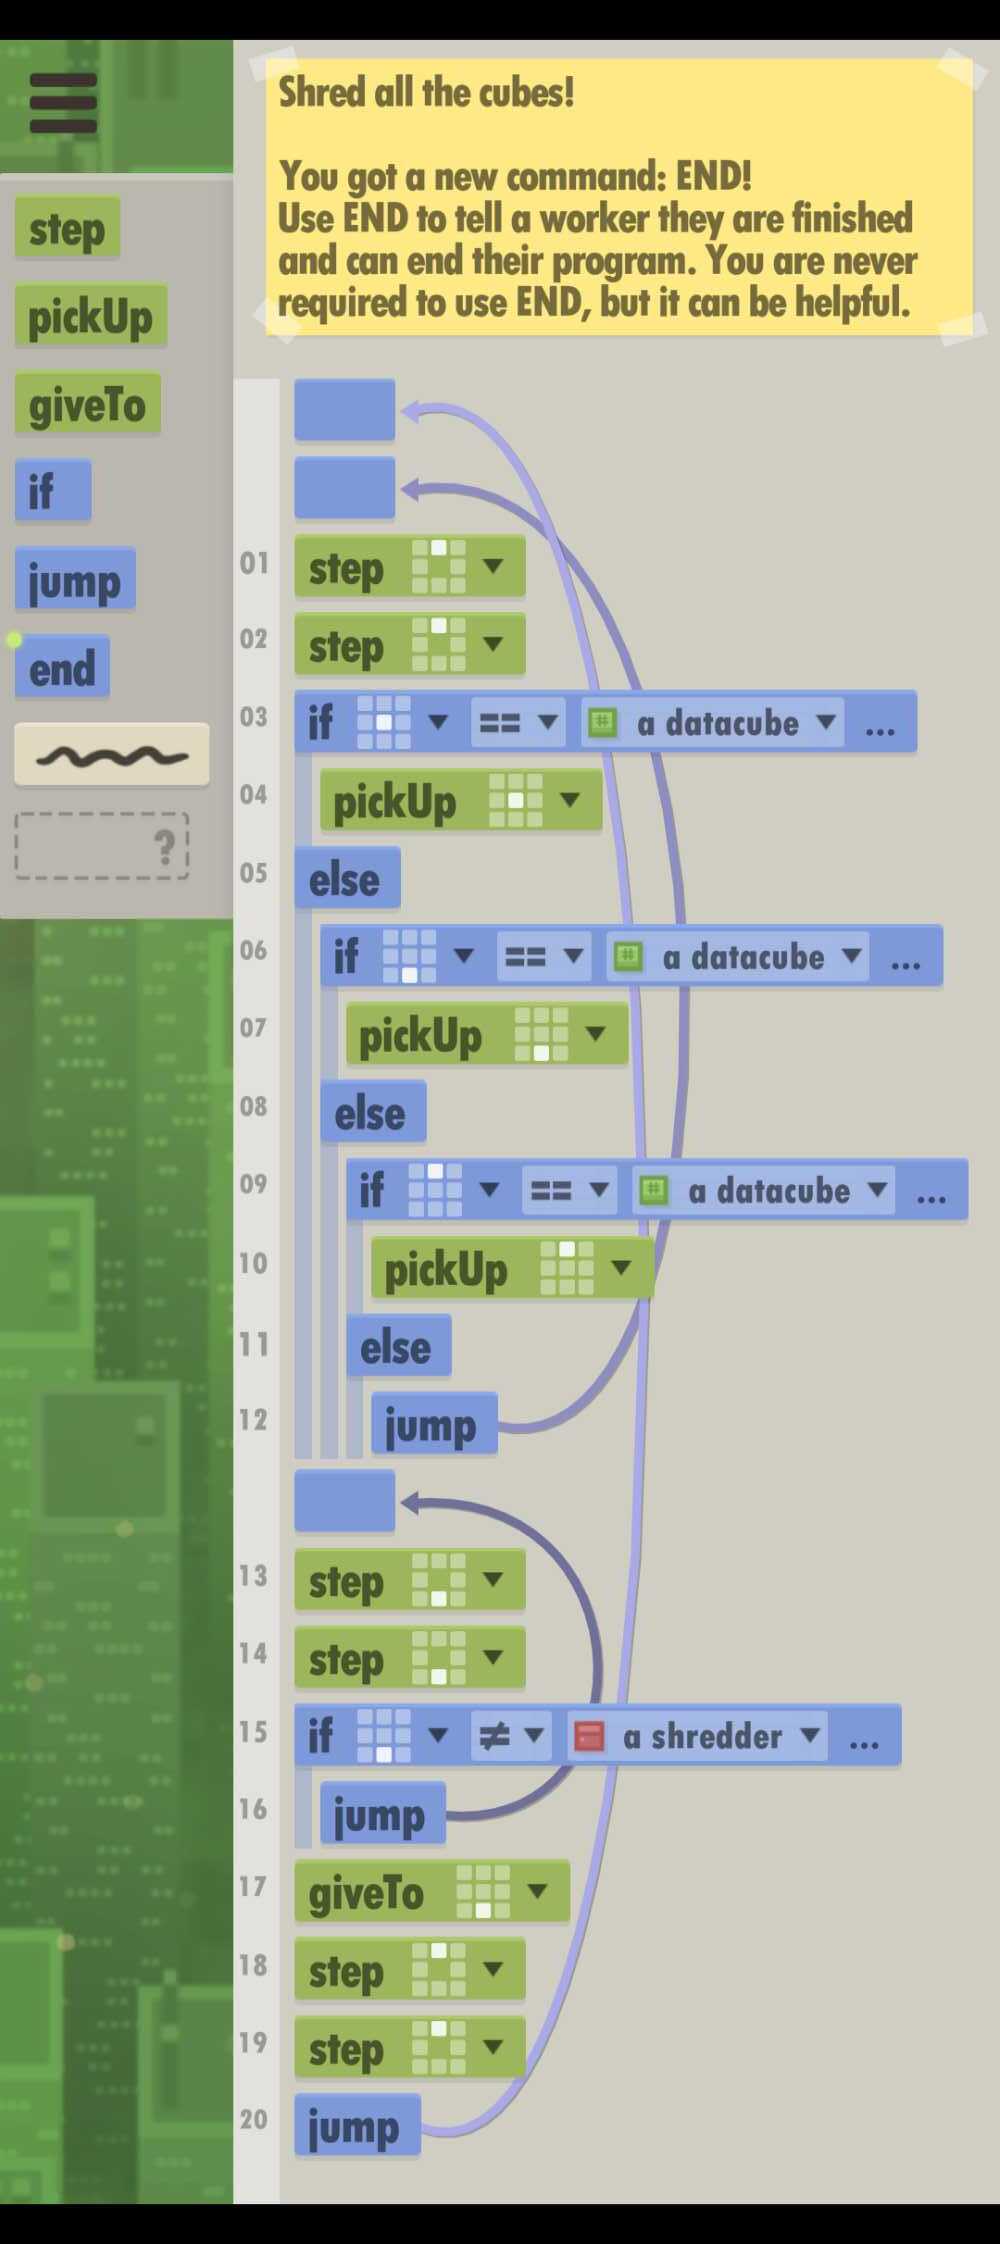 Shred all the cubes!
You got a new command: END!
Use END to tell a worker they are finished
and can end their program. You are never
required to use END, but it can be helpful.
step
pickUp
giveTo
if
jump
end
?
01 step
02 step
03 if == # a datacube ...
04 pickUp
05 else
06 if == # a datacube ...
07 pickUp
08 else
09 if == # a datacube ...
10 pickUp
11 else
12 jump
13 step
14 step
15 if ≠ a shredder ...
16 jump
17 giveTo
18 step
19 step
20 jump